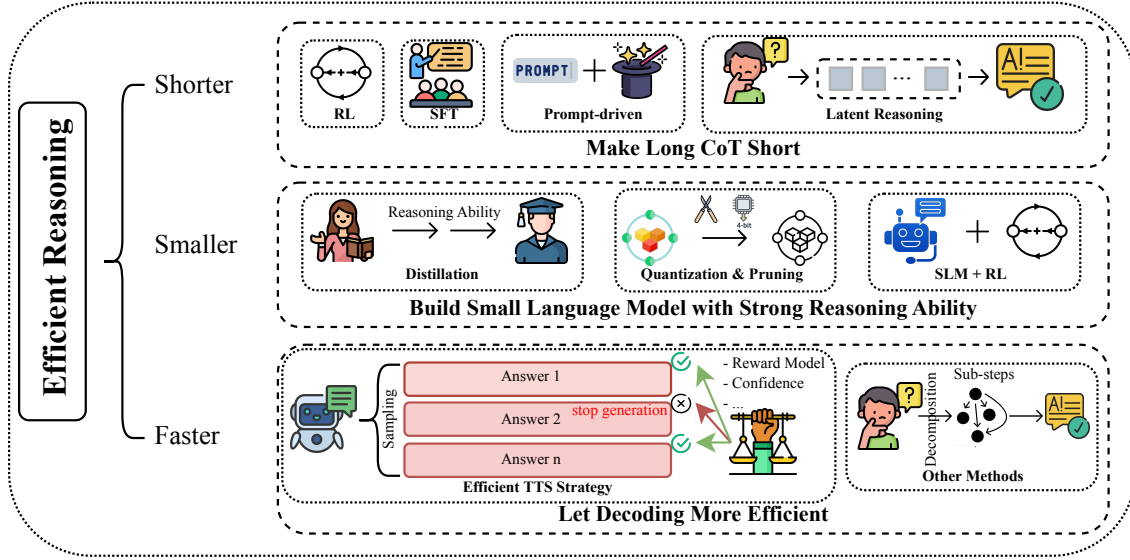 Efficient Reasoning
Shorter
PROMPT
?
A!
RL
SFT
Prompt-driven
Latent Reasoning
Make Long CoT Short
Smaller
Reasoning Ability
4-bit
Distillation
Quantization & Pruning
SLM + RL
Build Small Language Model with Strong Reasoning Ability
Faster
Sampling
Answer 1
Answer 2
stop generation
Answer n
- Reward Model
- Confidence
- ...
Efficient TTS Strategy
?
Decomposition
Sub-steps
A!
Other Methods
Let Decoding More Efficient